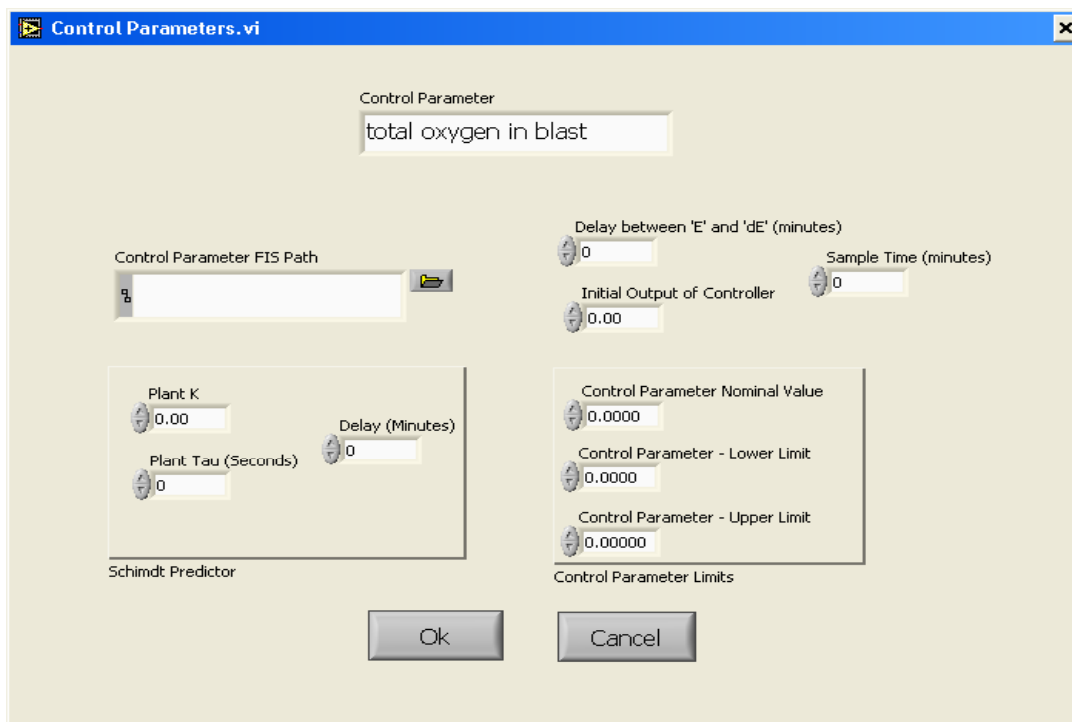 Control Parameters.vi
Control Parameter
total oxygen in blast
Delay between 'E' and 'dE' (minutes)
0
Sample Time (minutes)
0
Control Parameter FIS Path
Initial Output of Controller
0.00
Plant K
0.00
Delay (Minutes)
0
Plant Tau (Seconds)
0
Schimdt Predictor
Control Parameter Nominal Value
0.0000
Control Parameter - Lower Limit
0.0000
Control Parameter - Upper Limit
0.00000
Control Parameter Limits
Ok
Cancel